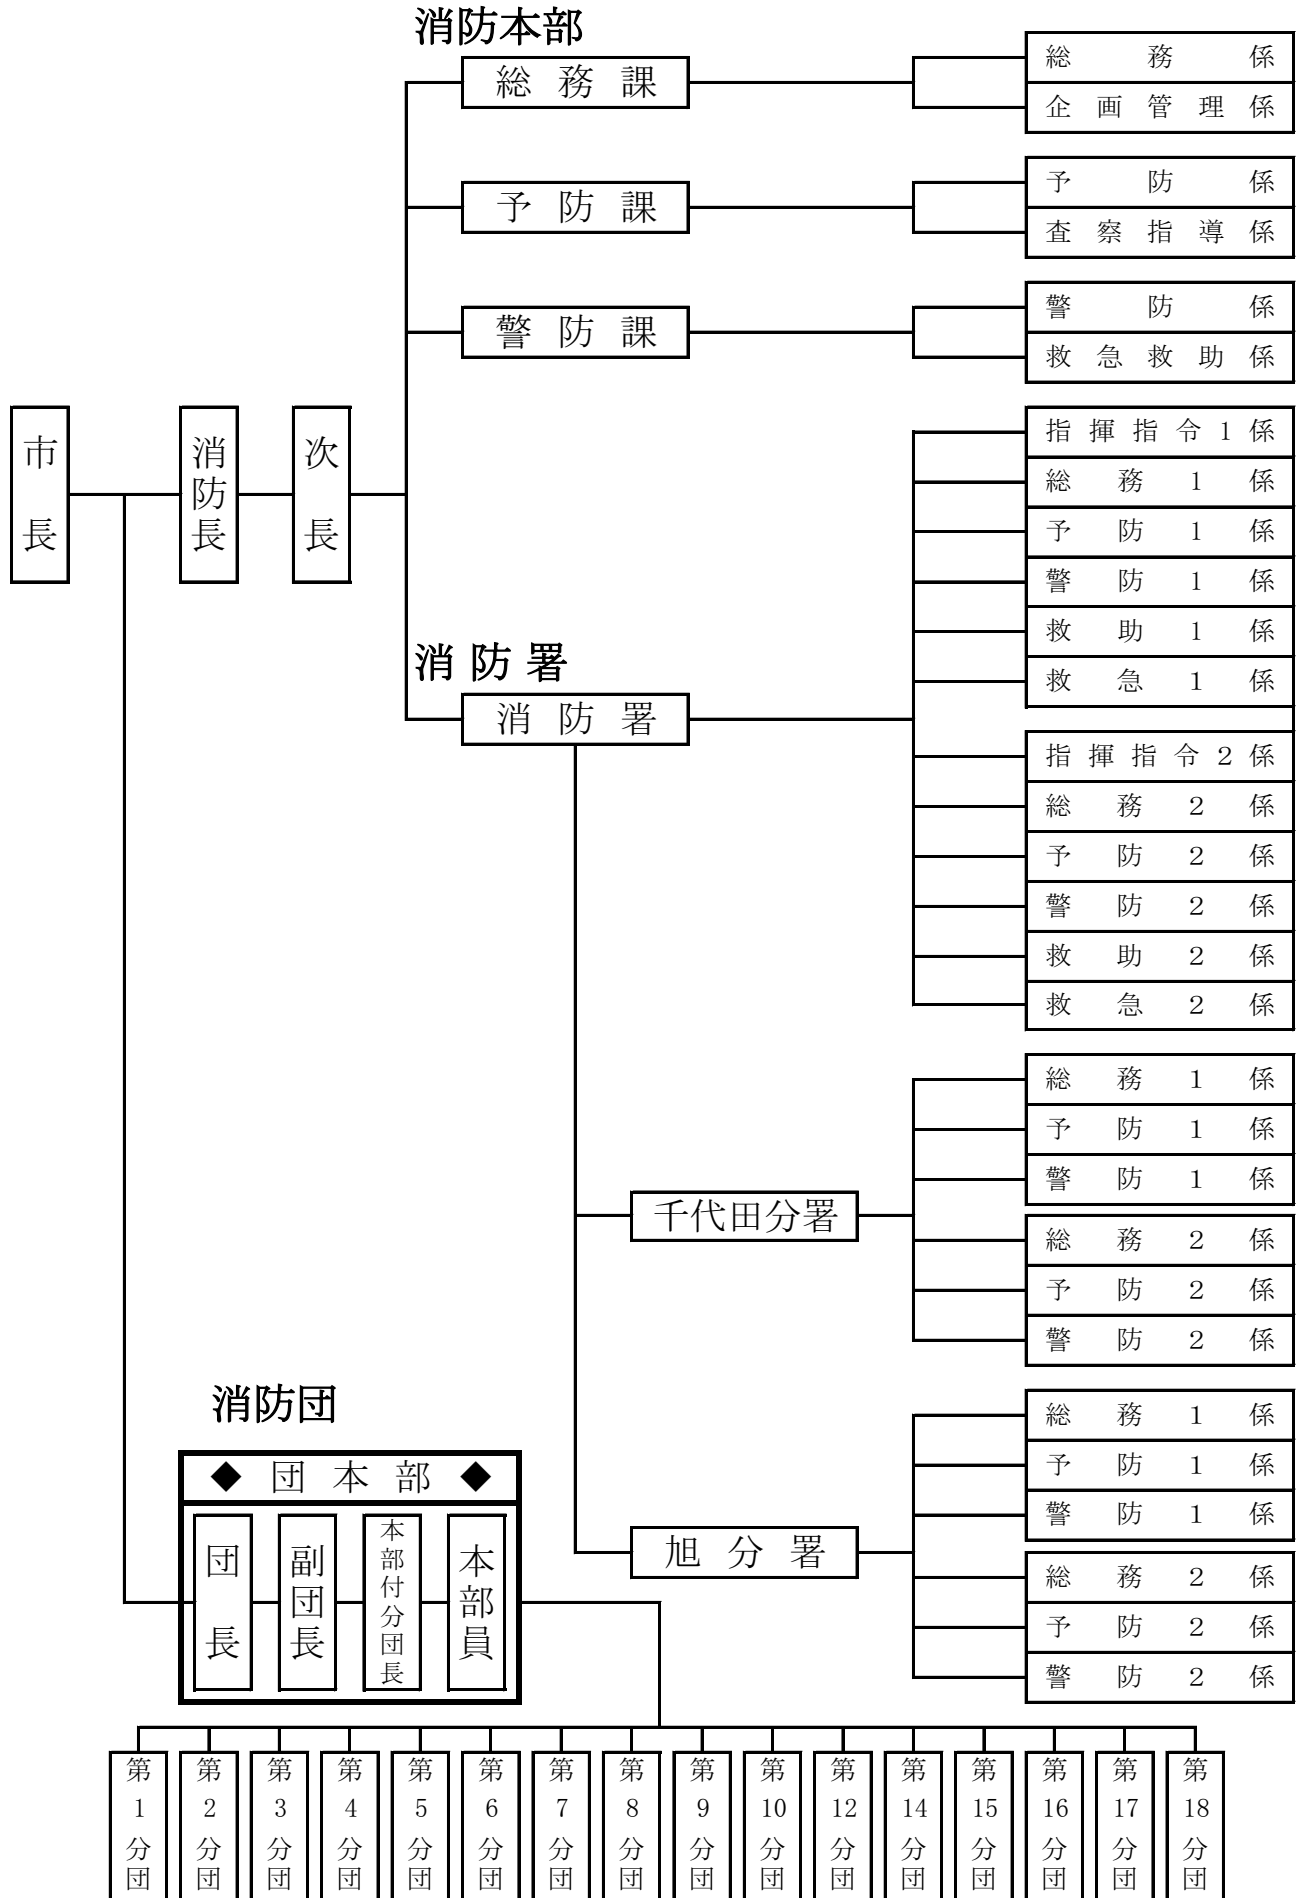 消防本部
総務課
総務係
企画管理係
予防課
予防係
査察指導係
警防課
警防係
救急救助係
市長
消防長
次長
消防署
消防署
指揮指令1係
総務1係
予防1係
警防1係
救助1係
救急1係
指揮指令2係
総務2係
予防2係
警防2係
救助2係
救急2係
千代田分署
総務1係
予防1係
警防1係
総務2係
予防2係
警防2係
旭分署
総務1係
予防1係
警防1係
総務2係
予防2係
警防2係
消防団
◆団本部◆
団長
副団長
本部付分団長
本部員
第1分団
第2分団
第3分団
第4分団
第5分団
第6分団
第7分団
第8分団
第9分団
第10分団
第12分団
第14分団
第15分団
第16分団
第17分団
第18分団